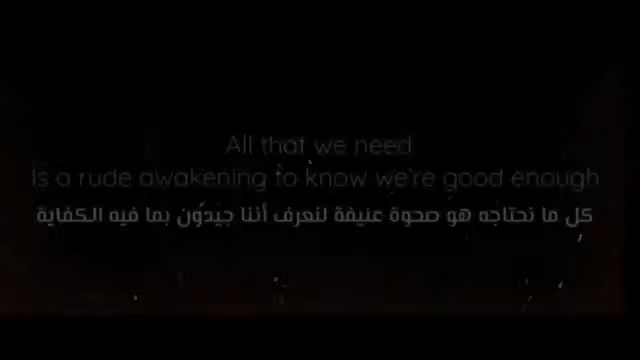 All that we need
is a rude awakening to know we're good enough
كل ما نحتاجه هو صحوة عنيفة لنعرف أننا جيدون بما فيه الكفاية